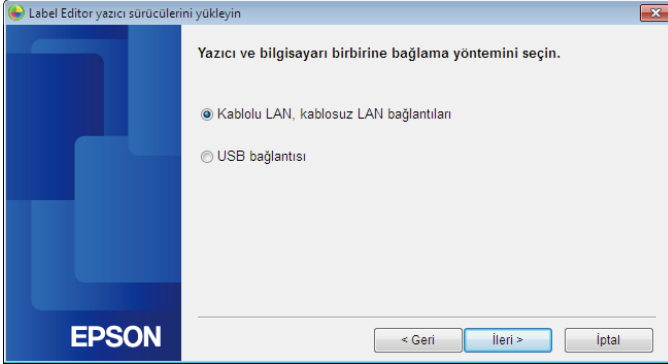 Label Editor yazıcı sürücülerini yükleyin
Yazıcı ve bilgisayarı birbirine bağlama yöntemini seçin.
Kablolu LAN, kablosuz LAN bağlantıları
USB bağlantısı
EPSON
< Geri
İleri >
İptal